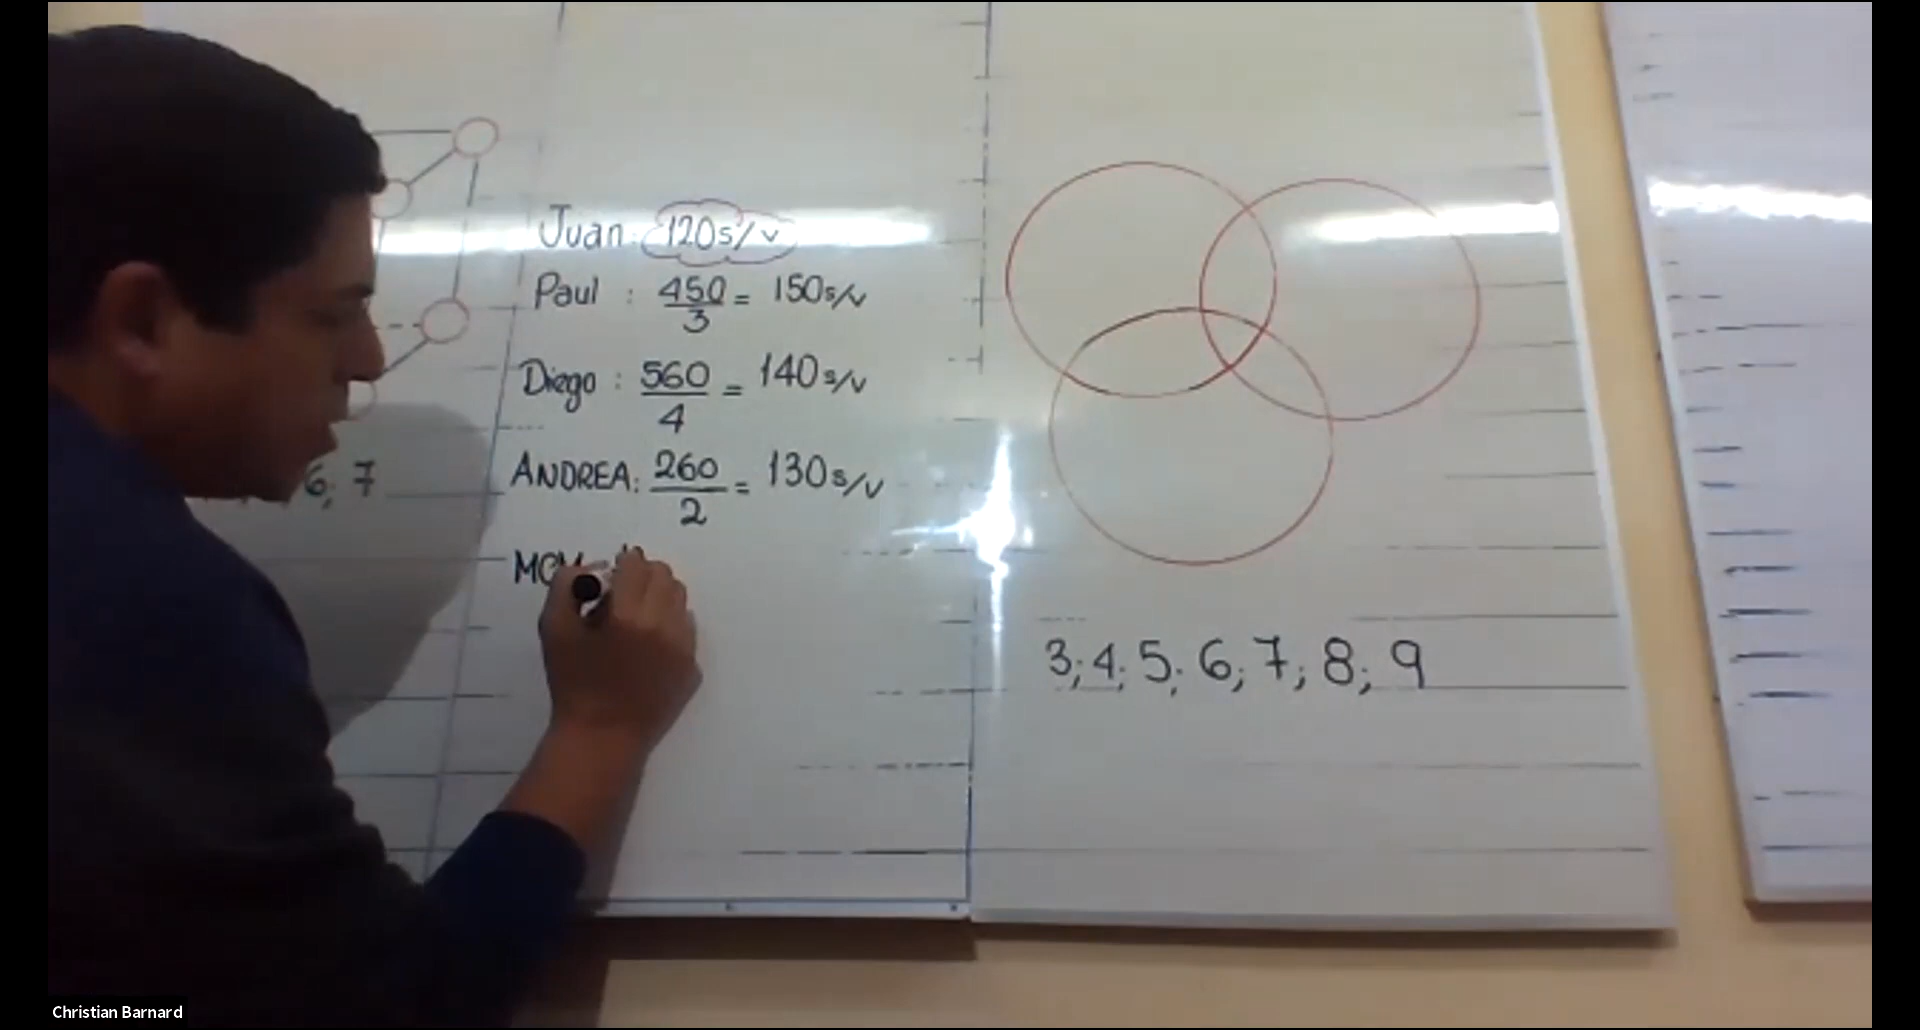 Juan: 120s/v
Paul : 450/3 = 150s/v
Diego : 560/4 = 140s/v
ANDREA: 260/2 = 130s/v
MCM
6; 7
3; 4; 5; 6; 7; 8; 9
Christian Barnard